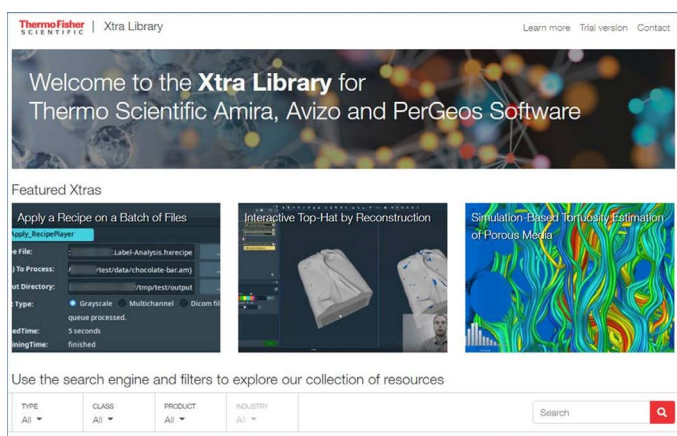 ThermoFisher | Xtra Library
SCIENTIFIC
Learn more Trial version Contact
Welcome to the Xtra Library for
Thermo Scientific Amira, Avizo and PerGeos Software
Featured Xtras
Apply a Recipe on a Batch of Files
Apply_RecipePlayer
e File:
.Label-Analysis.hxrecipe
) To Process:
/test/data/chocolate-bar.am)
ut Directory:
/tmp/test/output
Type:
Grayscale Multichannel Dicom fil
queue processed.
edTime: 5 seconds
iningTime: finished
Interactive Top-Hat by Reconstruction
Simulation-Based Tortuosity Estimation
of Porous Media
Use the search engine and filters to explore our collection of resources
TYPE CLASS PRODUCT INDUSTRY
All All All All
Search